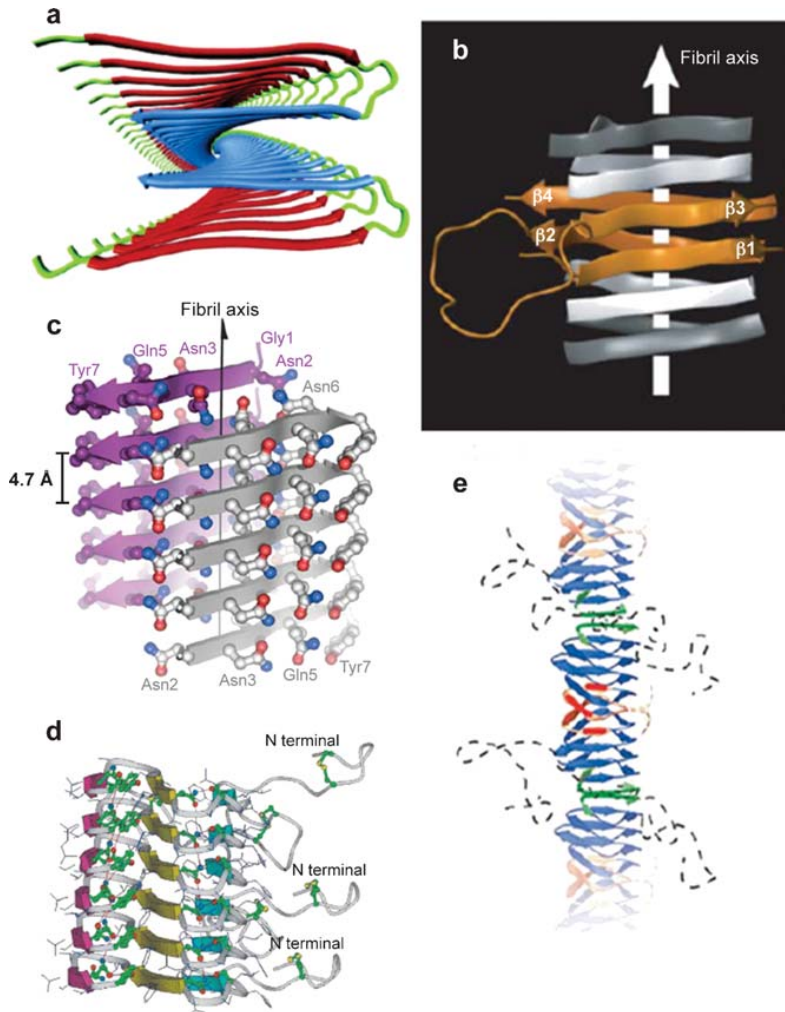 a
b
Fibril axis
β4
β3
β2
β1
c
Fibril axis
Gly1
Gln5
Asn3
Asn2
Tyr7
Asn6
4.7 Å
Asn2
Asn3
Gln5
Tyr7
d
N terminal
N terminal
N terminal
e